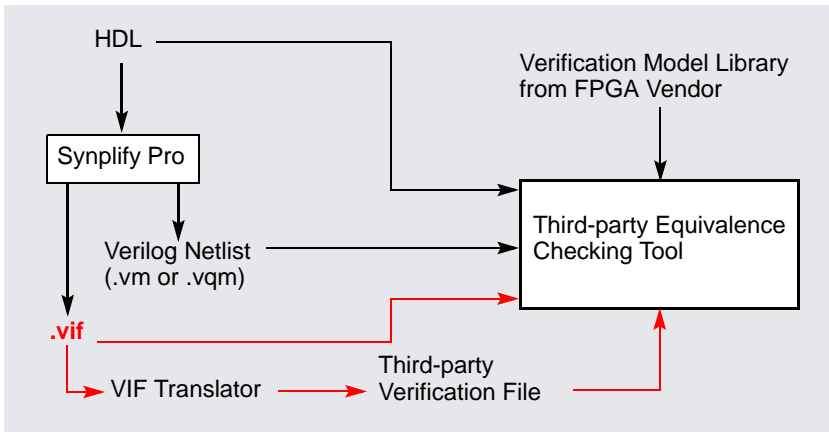 HDL
Verification Model Library
from FPGA Vendor
Synplify Pro
Third-party Equivalence
Checking Tool
Verilog Netlist
(.vm or .vqm)
.vif
VIF Translator
Third-party
Verification File